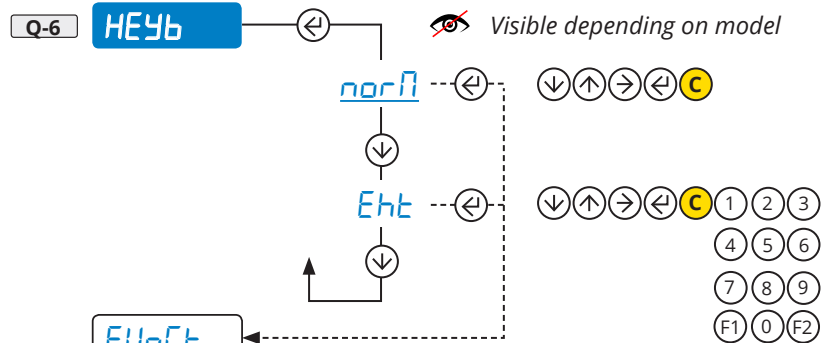 Q-6 HEYb Visible depending on model
norM C
Eht C 1 2 3
4 5 6
7 8 9
F1 0 F2